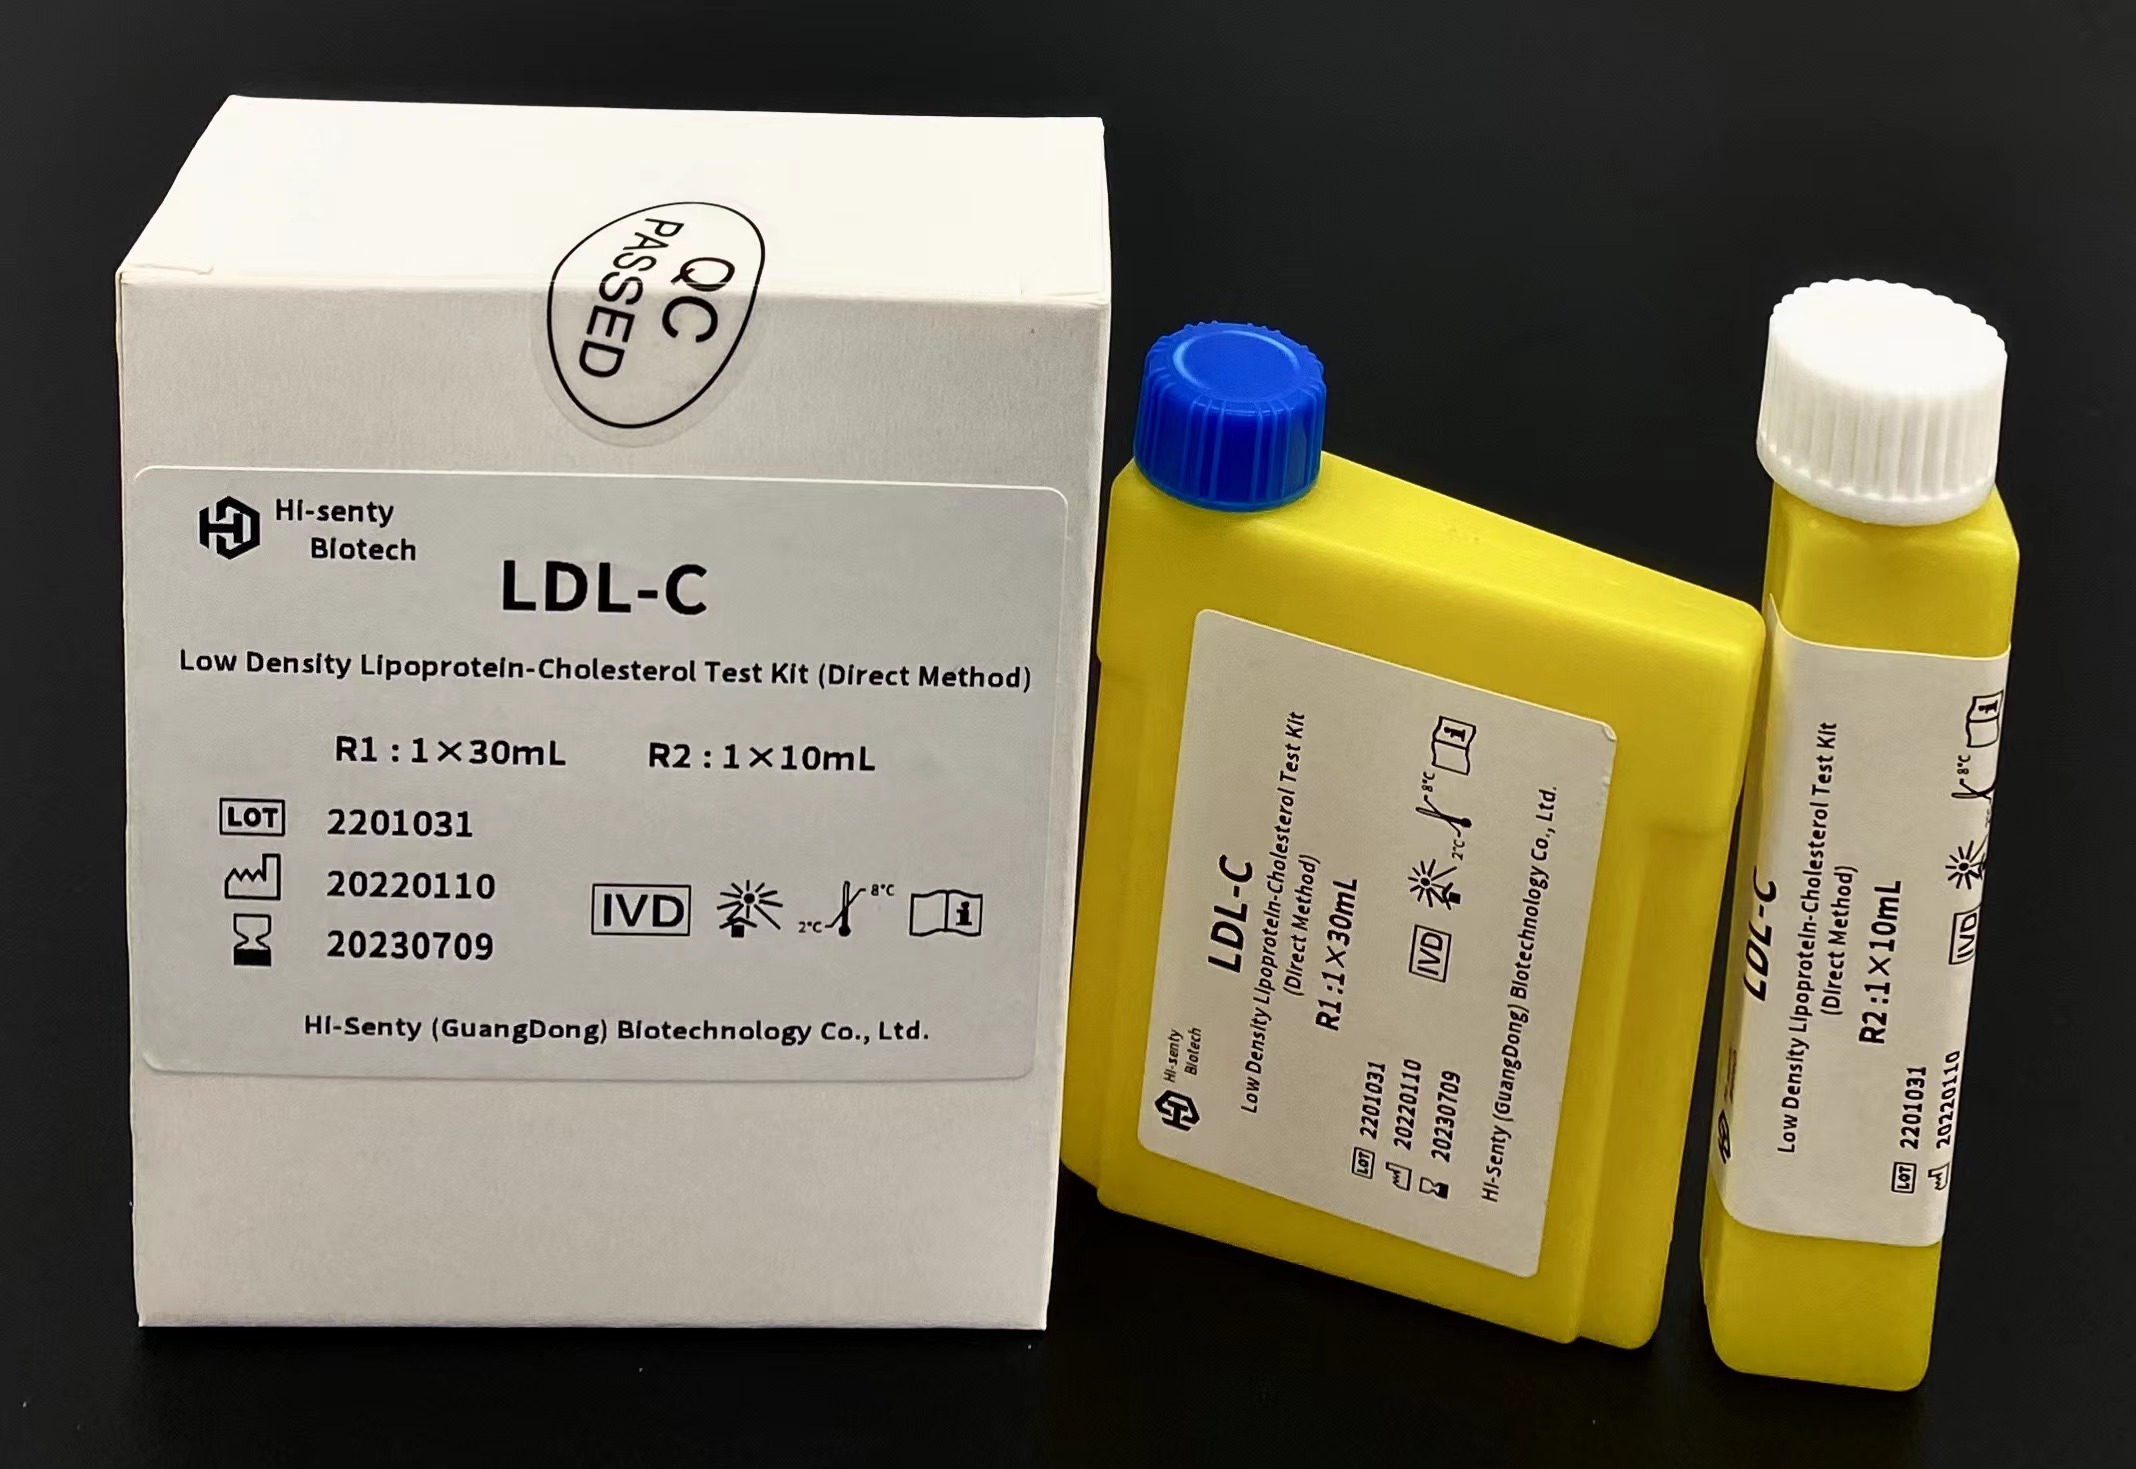 QC
PASSED
Hi-senty
Biotech
LDL-C
Low Density Lipoprotein-Cholesterol Test Kit (Direct Method)
R1 : 1×30mL R2 : 1×10mL
LOT 2201031
20220110
20230709
IVD 2°C 8°C i
Hi-Senty (GuangDong) Biotechnology Co., Ltd.
Hi-senty
Biotech
LDL-C
Low Density Lipoprotein-Cholesterol Test Kit
(Direct Method)
R1 :1×30mL
LOT 2201031
20220110
20230709
IVD 2°C 8°C i
Hi-Senty (GuangDong) Biotechnology Co., Ltd.
LDL-C
Low Density Lipoprotein-Cholesterol Test Kit
(Direct Method)
R2 :1×10mL
LOT 2201031
20220110
IVD 8°C i